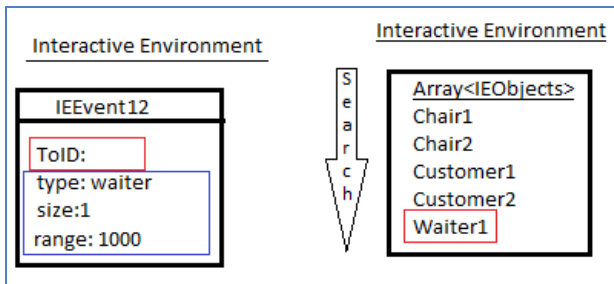 Interactive Environment
IEEvent12
ToID:
type: waiter
size:1
range: 1000
Search
Interactive Environment
Array<IEObjects>
Chair1
Chair2
Customer1
Customer2
Waiter1